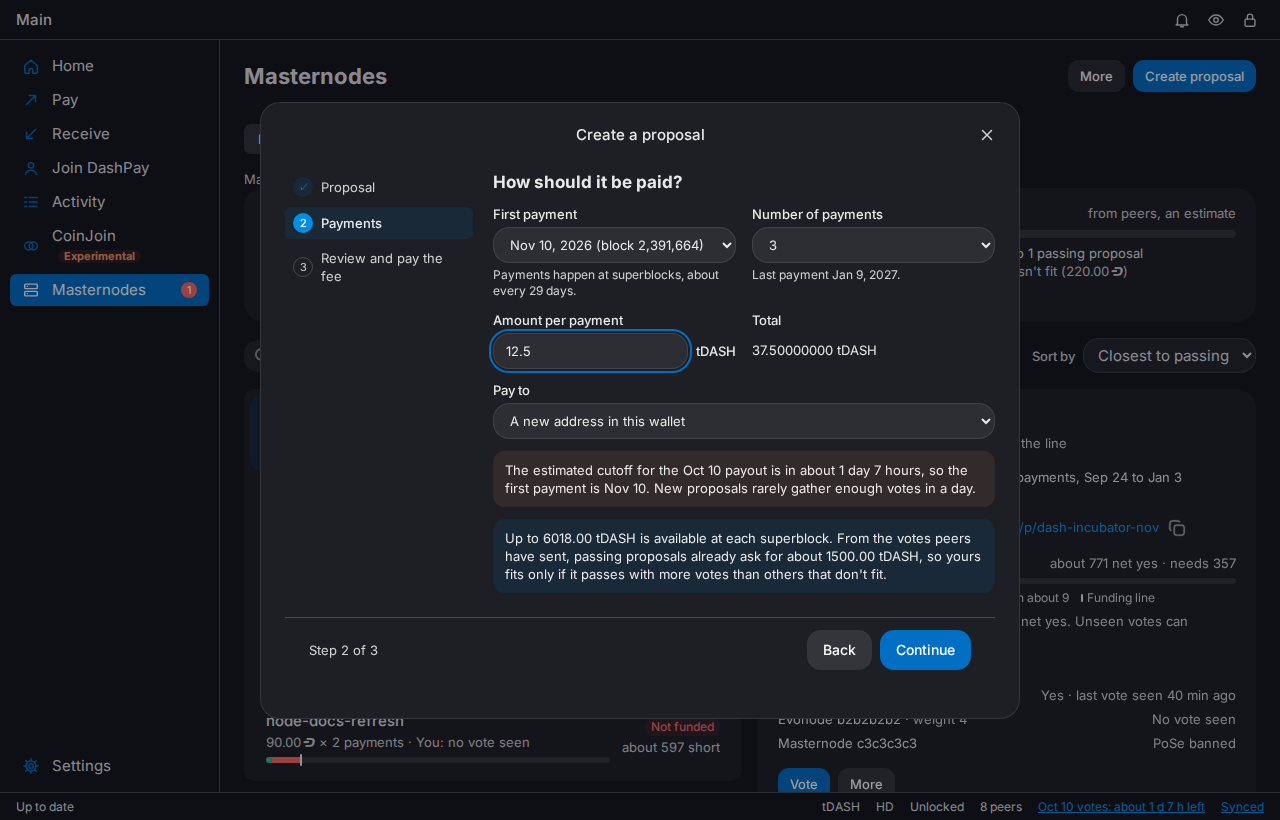 Main
Home
Pay
Receive
Join DashPay
Activity
CoinJoin
Experimental
Masternodes
1
Settings
Masternodes
More
Create proposal
from peers, an estimate
1 passing proposal
(220.00
Sort by
Closest to passing
the line
payments, Sep 24 to Jan 3
/p/dash-incubator-nov
about 771 net yes · needs 357
about 9
Funding line
net yes. Unseen votes can
Yes · last vote seen 40 min ago
Evonode b2b2b2b2 · weight 4
No vote seen
Masternode c3c3c3c3
PoSe banned
Vote
More
node-docs-refresh
Not funded
90.00 × 2 payments · You: no vote seen
about 597 short
Create a proposal
✓ Proposal
2 Payments
3 Review and pay the
fee
How should it be paid?
First payment
Number of payments
Nov 10, 2026 (block 2,391,664)
3
Payments happen at superblocks, about
every 29 days.
Last payment Jan 9, 2027.
Amount per payment
Total
12.5
tDASH
37.50000000 tDASH
Pay to
A new address in this wallet
The estimated cutoff for the Oct 10 payout is in about 1 day 7 hours, so the
first payment is Nov 10. New proposals rarely gather enough votes in a day.
Up to 6018.00 tDASH is available at each superblock. From the votes peers
have sent, passing proposals already ask for about 1500.00 tDASH, so yours
fits only if it passes with more votes than others that don't fit.
Step 2 of 3
Back
Continue
Up to date
tDASH
HD
Unlocked
8 peers
Oct 10 votes: about 1 d 7 h left
Synced